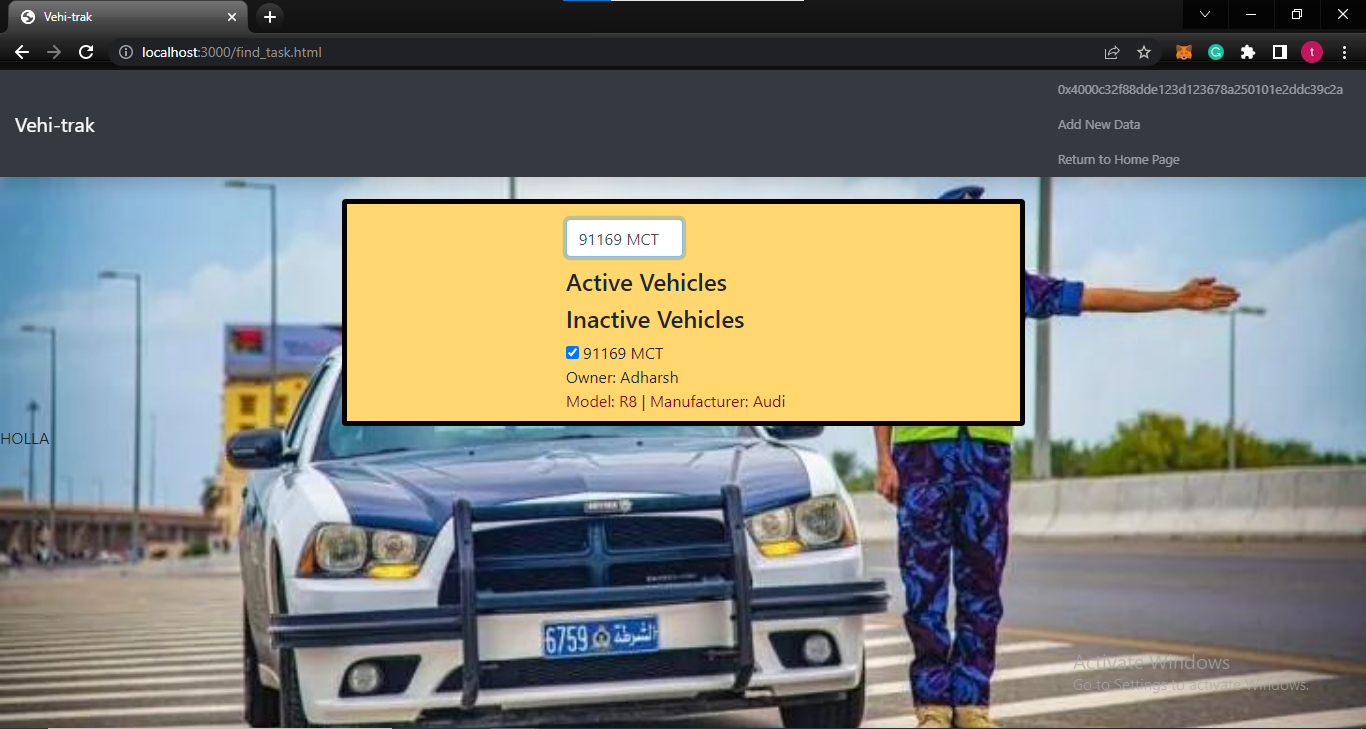 Vehi-trak
localhost:3000/find_task.html
t
0x4000c32f88dde123d123678a250101e2ddc39c2a
Vehi-trak
Add New Data
Return to Home Page
91169 MCT
Active Vehicles
Inactive Vehicles
91169 MCT
Owner: Adharsh
Model: R8 | Manufacturer: Audi
HOLLA
6759 الشرطة
Activate Windows
Go to Settings to activate Windows.